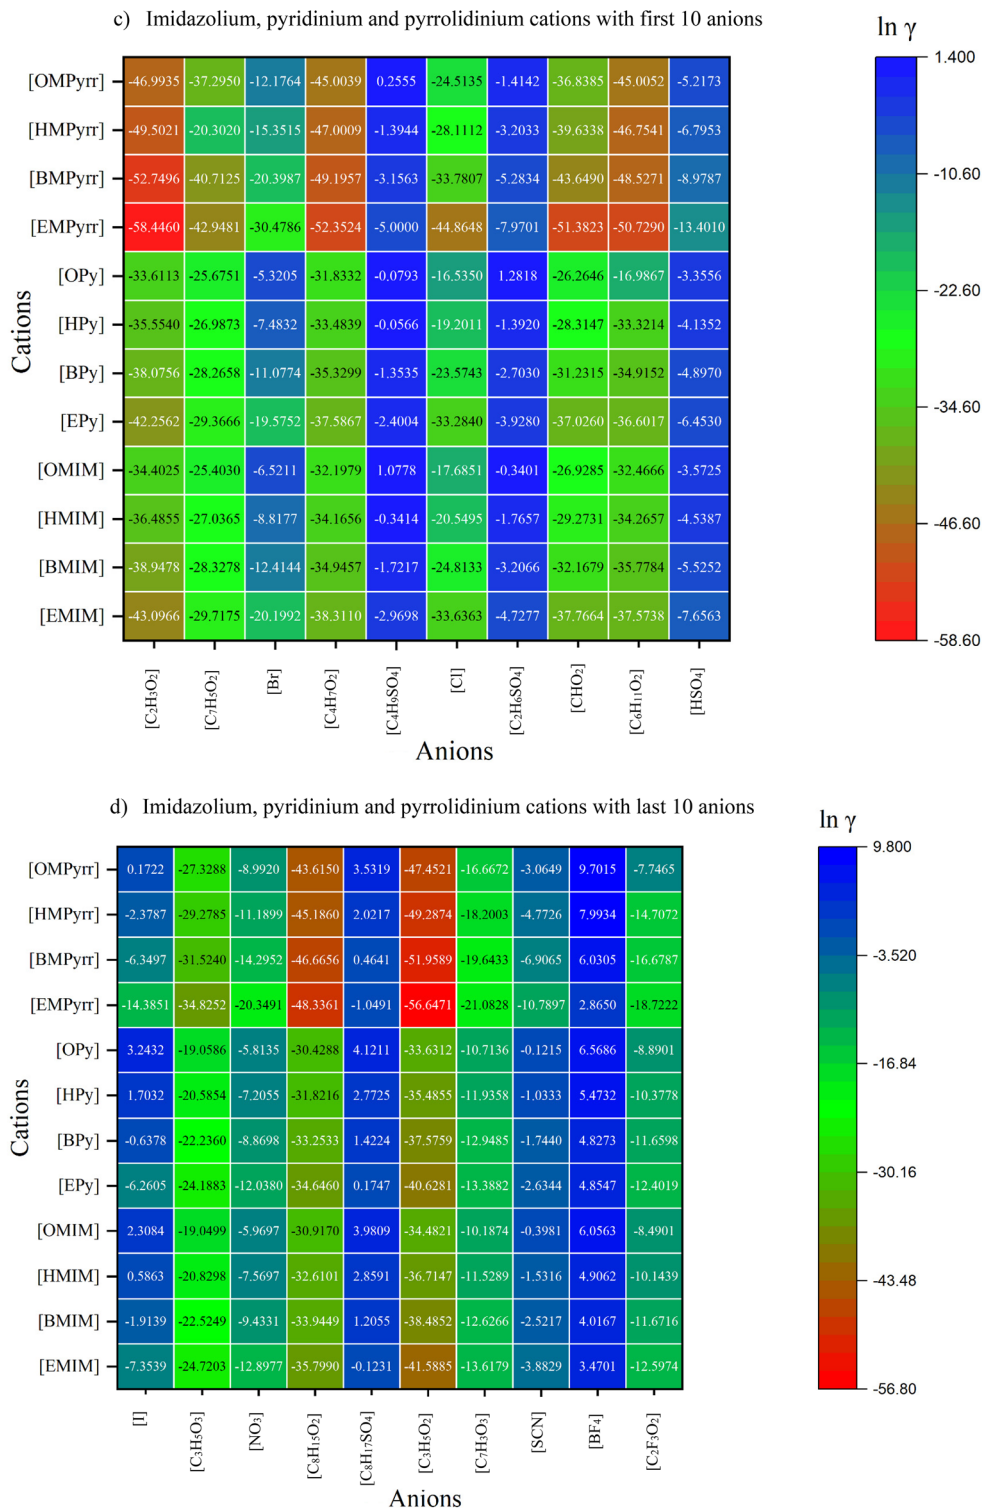 c) Imidazolium, pyridinium and pyrrolidinium cations with first 10 anions
ln γ
[OMPyrr] -46.9935 -37.2950 -12.1764 -45.0039 0.2555 -24.5135 -1.4142 -36.8385 -45.0052 -5.2173
[HMPyrr] -49.5021 -20.3020 -15.3515 -47.0009 -1.3944 -28.1112 -3.2033 -39.6338 -46.7541 -6.7953
[BMPyrr] -52.7496 -40.7125 -20.3987 -49.1957 -3.1563 -33.7807 -5.2834 -43.6490 -48.5271 -8.9787
[EMPyrr] -58.4460 -42.9481 -30.4786 -52.3524 -5.0000 -44.8648 -7.9701 -51.3823 -50.7290 -13.4010
[OPy] -33.6113 -25.6751 -5.3205 -31.8332 -0.0793 -16.5350 1.2818 -26.2646 -16.9867 -3.3556
[HPy] -35.5540 -26.9873 -7.4832 -33.4839 -0.0566 -19.2011 -1.3920 -28.3147 -33.3214 -4.1352
[BPy] -38.0756 -28.2658 -11.0774 -35.3299 -1.3535 -23.5743 -2.7030 -31.2315 -34.9152 -4.8970
[EPy] -42.2562 -29.3666 -19.5752 -37.5867 -2.4004 -33.2840 -3.9280 -37.0260 -36.6017 -6.4530
[OMIM] -34.4025 -25.4030 -6.5211 -32.1979 1.0778 -17.6851 -0.3401 -26.9285 -32.4666 -3.5725
[HMIM] -36.4855 -27.0365 -8.8177 -34.1656 -0.3414 -20.5495 -1.7657 -29.2731 -34.2657 -4.5387
[BMIM] -38.9478 -28.3278 -12.4144 -34.9457 -1.7217 -24.8133 -3.2066 -32.1679 -35.7784 -5.5252
[EMIM] -43.0966 -29.7175 -20.1992 -38.3110 -2.9698 -33.6363 -4.7277 -37.7664 -37.5738 -7.6563
Cations
[C₂H₃O₂] [C₇H₅O₂] [Br] [C₄H₇O₂] [C₄H₉SO₄] [Cl] [C₂H₆SO₄] [CHO₂] [C₆H₁₁O₂] [HSO₄]
Anions
1.400
-10.60
-22.60
-34.60
-46.60
-58.60
d) Imidazolium, pyridinium and pyrrolidinium cations with last 10 anions
ln γ
[OMPyrr] 0.1722 -27.3288 -8.9920 -43.6150 3.5319 -47.4521 -16.6672 -3.0649 9.7015 -7.7465
[HMPyrr] -2.3787 -29.2785 -11.1899 -45.1860 2.0217 -49.2874 -18.2003 -4.7726 7.9934 -14.7072
[BMPyrr] -6.3497 -31.5240 -14.2952 -46.6656 0.4641 -51.9589 -19.6433 -6.9065 6.0305 -16.6787
[EMPyrr] -14.3851 -34.8252 -20.3491 -48.3361 -1.0491 -56.6471 -21.0828 -10.7897 2.8650 -18.7222
[OPy] 3.2432 -19.0586 -5.8135 -30.4288 4.1211 -33.6312 -10.7136 -0.1215 6.5686 -8.8901
[HPy] 1.7032 -20.5854 -7.2055 -31.8216 2.7725 -35.4855 -11.9358 -1.0333 5.4732 -10.3778
[BPy] -0.6378 -22.2360 -8.8698 -33.2533 1.4224 -37.5759 -12.9485 -1.7440 4.8273 -11.6598
[EPy] -6.2605 -24.1883 -12.0380 -34.6460 0.1747 -40.6281 -13.3882 -2.6344 4.8547 -12.4019
[OMIM] 2.3084 -19.0499 -5.9697 -30.9170 3.9809 -34.4821 -10.1874 -0.3981 6.0563 -8.4901
[HMIM] 0.5863 -20.8298 -7.5697 -32.6101 2.8591 -36.7147 -11.5289 -1.5316 4.9062 -10.1439
[BMIM] -1.9139 -22.5249 -9.4331 -33.9449 1.2055 -38.4852 -12.6266 -2.5217 4.0167 -11.6716
[EMIM] -7.3539 -24.7203 -12.8977 -35.7990 -0.1231 -41.5885 -13.6179 -3.8829 3.4701 -12.5974
Cations
[I] [C₃H₅O₃] [NO₃] [C₈H₁₅O₂] [C₈H₁₇SO₄] [C₃H₅O₂] [C₇H₃O₃] [SCN] [BF₄] [C₂F₃O₂]
Anions
9.800
-3.520
-16.84
-30.16
-43.48
-56.80